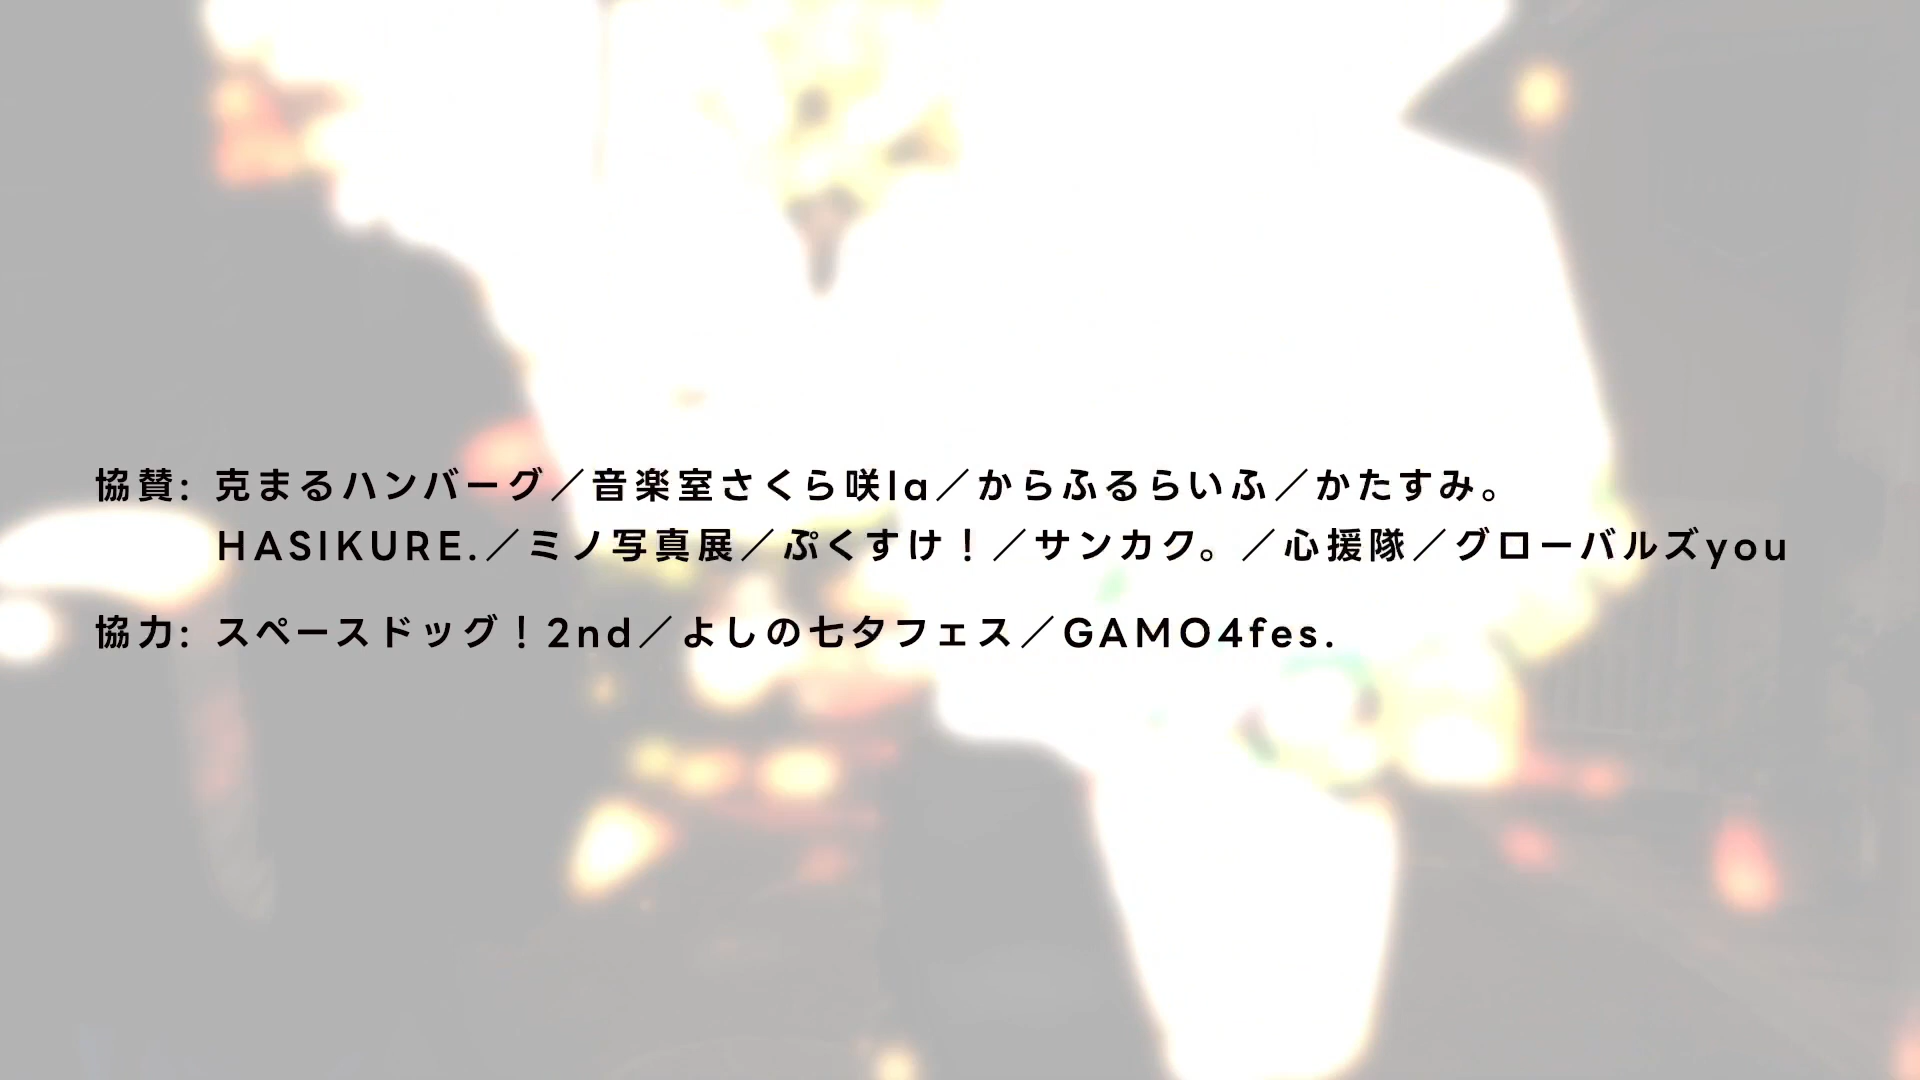 協賛: 克まるハンバーグ／音楽室さくら咲la／からふるらいふ／かたすみ。
HASIKURE.／ミノ写真展／ぷくすけ！／サンカク。／心援隊／グローバルズyou
協力: スペースドッグ！2nd／よしの七夕フェス／GAMO4fes.